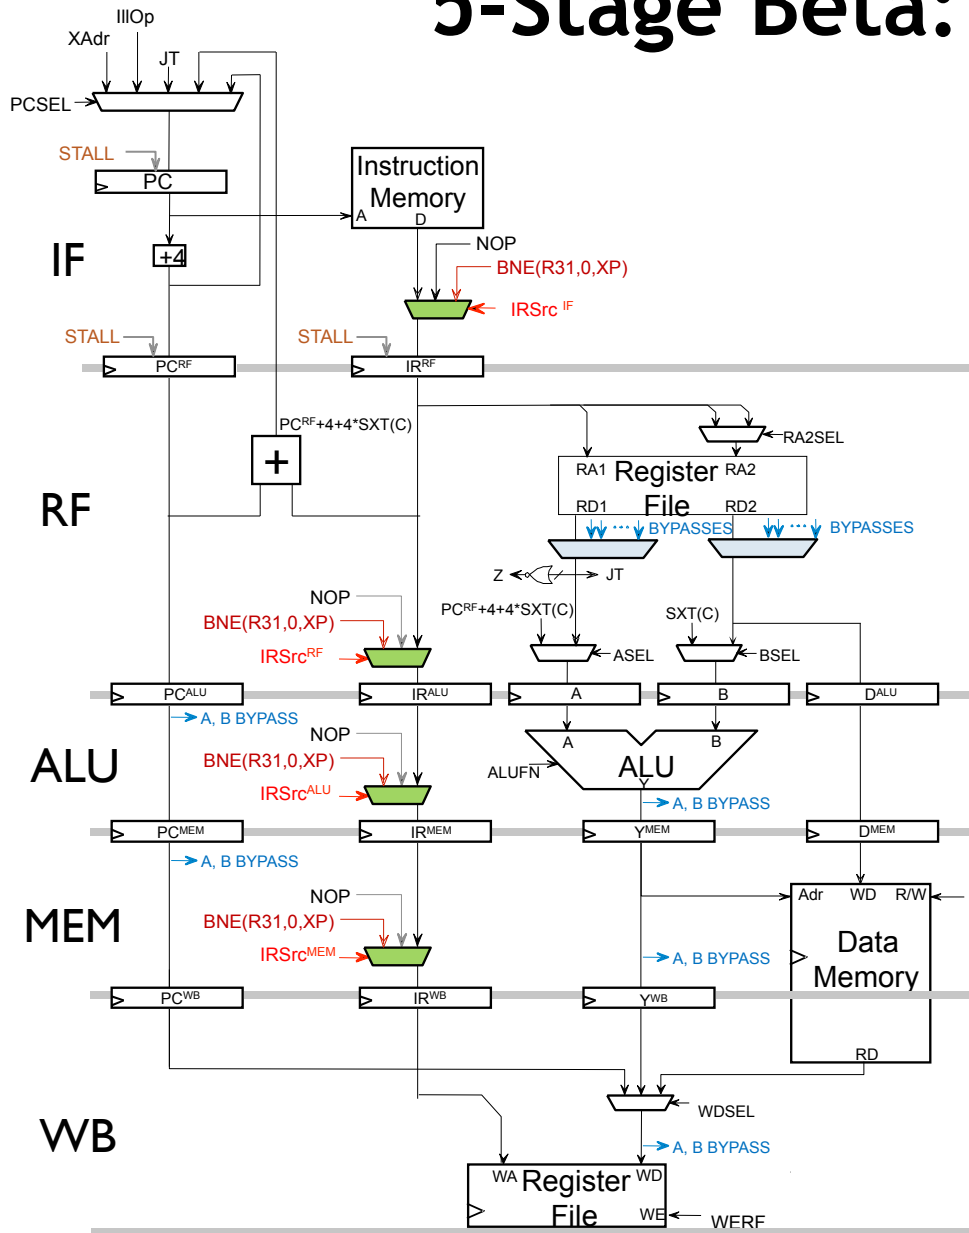 5-Stage Beta:
IllOp
XAdr
JT
PCSEL
STALL
PC
Instruction
Memory
A
D
IF
+4
NOP
BNE(R31,0,XP)
IRSrc IF
STALL
STALL
PCRF
IRRF
PCRF+4+4*SXT(C)
+
RA2SEL
RA1
Register
File
RA2
RD1
RD2
RF
BYPASSES
BYPASSES
Z
JT
NOP
BNE(R31,0,XP)
IRSrcRF
PCRF+4+4*SXT(C)
SXT(C)
ASEL
BSEL
PCALU
IRALU
A
B
DALU
A, B BYPASS
NOP
BNE(R31,0,XP)
IRSrcALU
ALU
A
B
ALU
ALUFN
Y
A, B BYPASS
PCMEM
IRMEM
YMEM
DMEM
A, B BYPASS
NOP
BNE(R31,0,XP)
IRSrcMEM
MEM
Adr
WD
R/W
Data
Memory
A, B BYPASS
PCWB
IRWB
YWB
RD
WDSEL
WB
A, B BYPASS
WA
Register
File
WD
WE
WERF